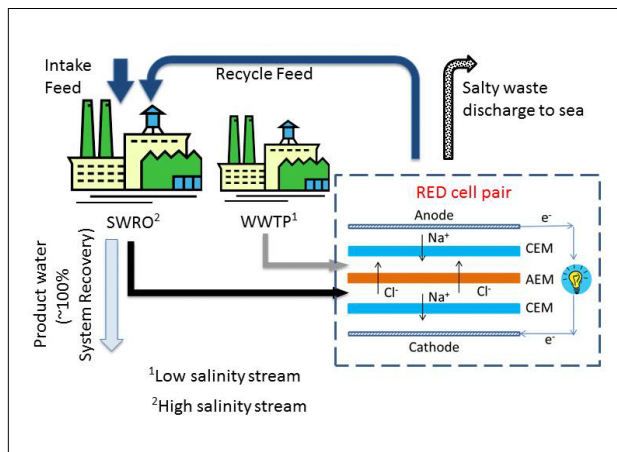 Intake
Feed
Recycle Feed
Salty waste
discharge to sea
SWRO²
WWTP¹
RED cell pair
Anode
e⁻
Na⁺
CEM
AEM
Cl⁻
Cl⁻
Na⁺
CEM
Cathode
e⁻
Product water
(~100%
System Recovery)
¹Low salinity stream
²High salinity stream